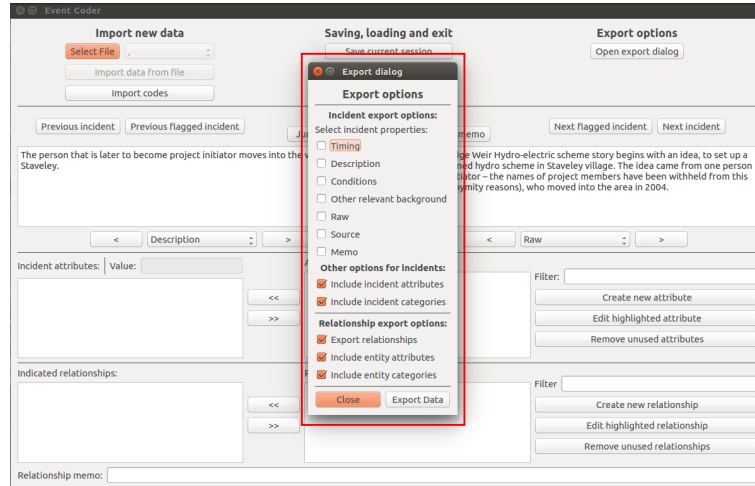 Event Coder
Import new data
Saving, loading and exit
Export options
Select File
,
Save current session
Open export dialog
Import data from file
Import codes
Export dialog
Export options
Incident export options:
Select incident properties:
Timing
Description
Conditions
Other relevant background
Raw
Source
Memo
Other options for incidents:
Include incident attributes
Include incident categories
Relationship export options:
Export relationships
Include entity attributes
Include entity categories
Close
Export Data
Previous incident
Previous flagged incident
Next flagged incident
Next incident
The person that is later to become project initiator moves into the
Staveley.
Weir Hydro-electric scheme story begins with an idea, to set up a
hydro scheme in Staveley village. The idea came from one person
– the names of project members have been withheld from this
reasons), who moved into the area in 2004.
<
Description
>
<
Raw
>
Incident attributes:
Value:
Filter:
<<
>>
Create new attribute
Edit highlighted attribute
Remove unused attributes
Indicated relationships:
Filter
<<
>>
Create new relationship
Edit highlighted relationship
Remove unused relationships
Relationship memo: